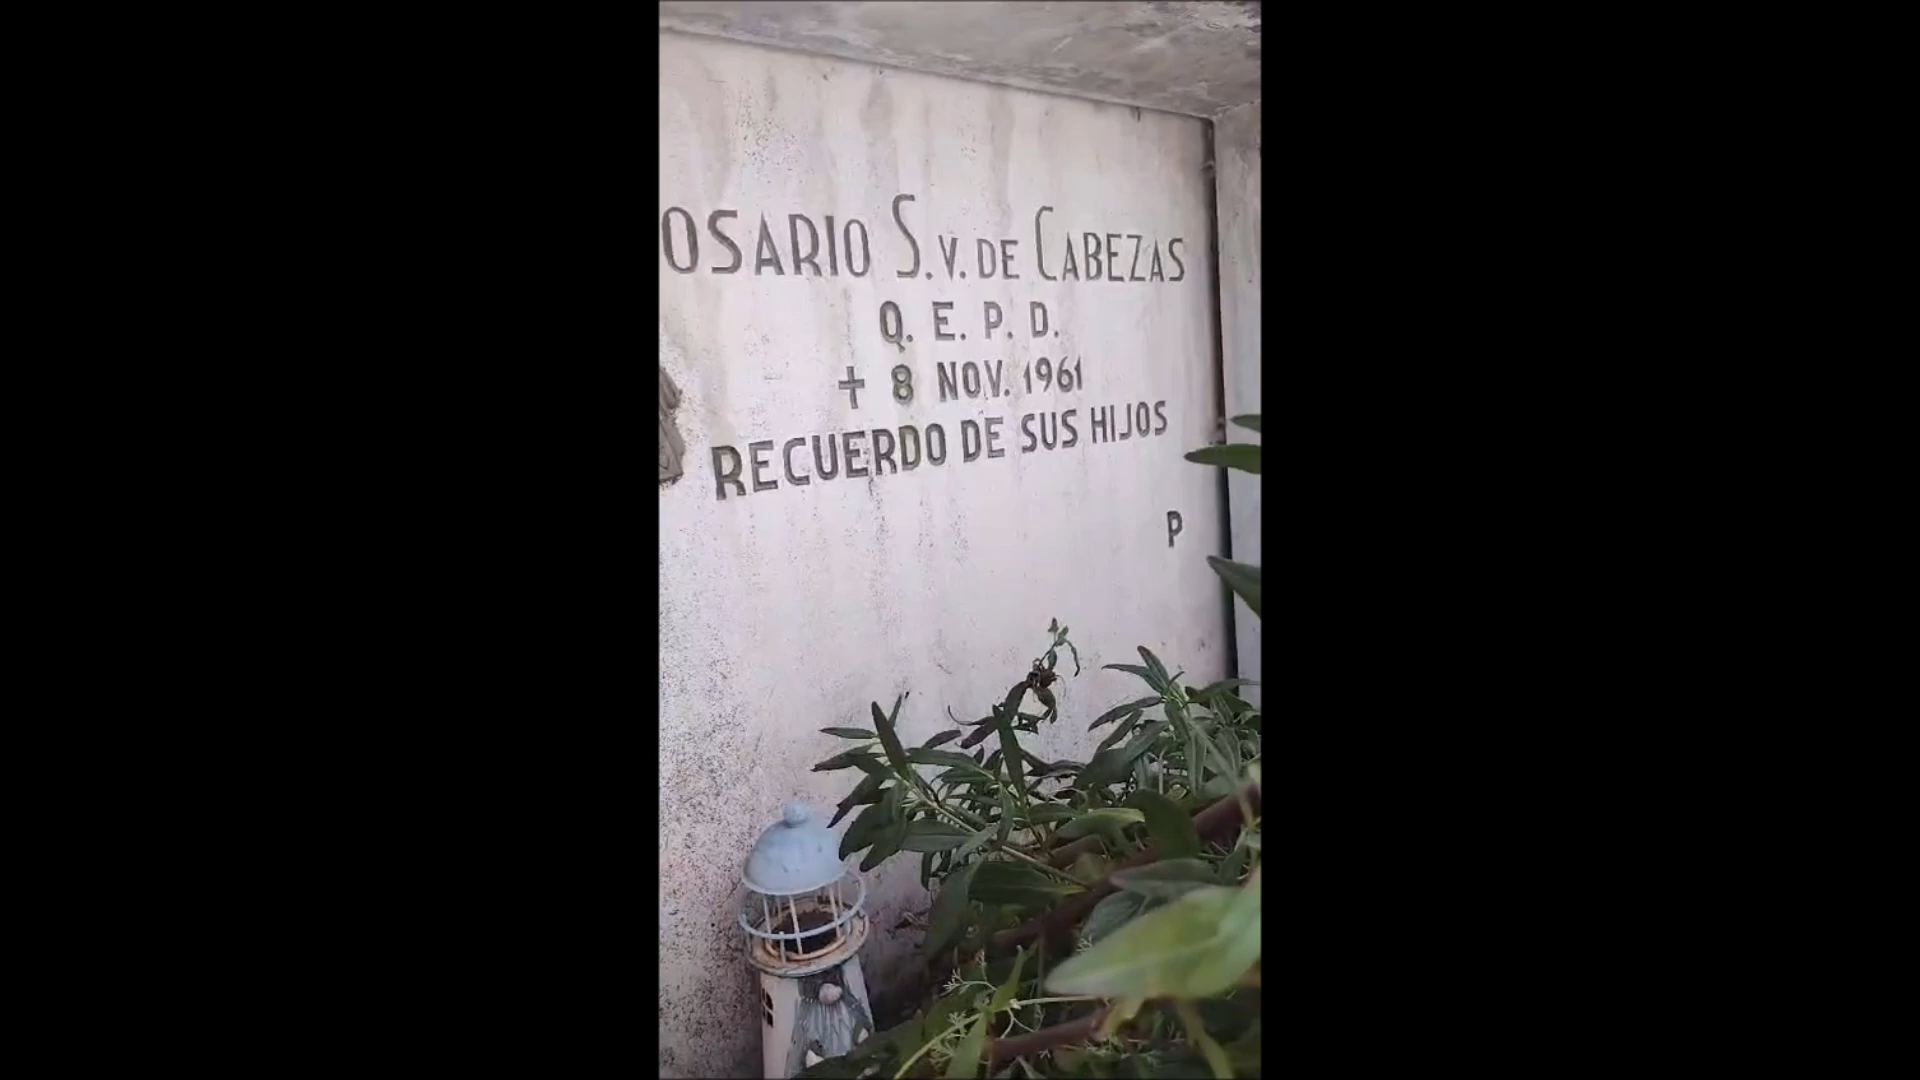 OSARIO S. V. DE CABEZAS
Q. E. P. D.
✝ 8 NOV. 1961
RECUERDO DE SUS HIJOS
P